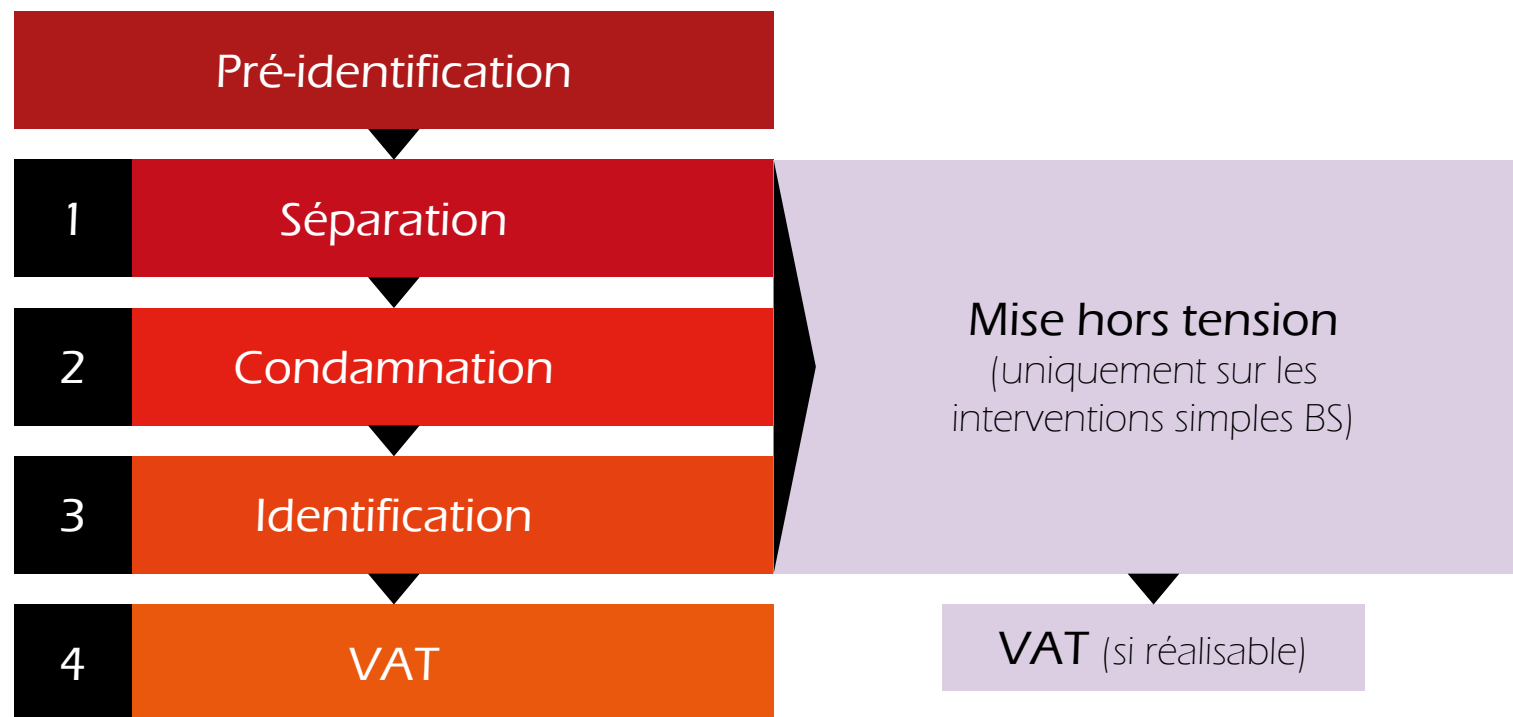 Pré-identification
1 Séparation
2 Condamnation
3 Identification
4 VAT
Mise hors tension
(uniquement sur les
interventions simples BS)
VAT (si réalisable)